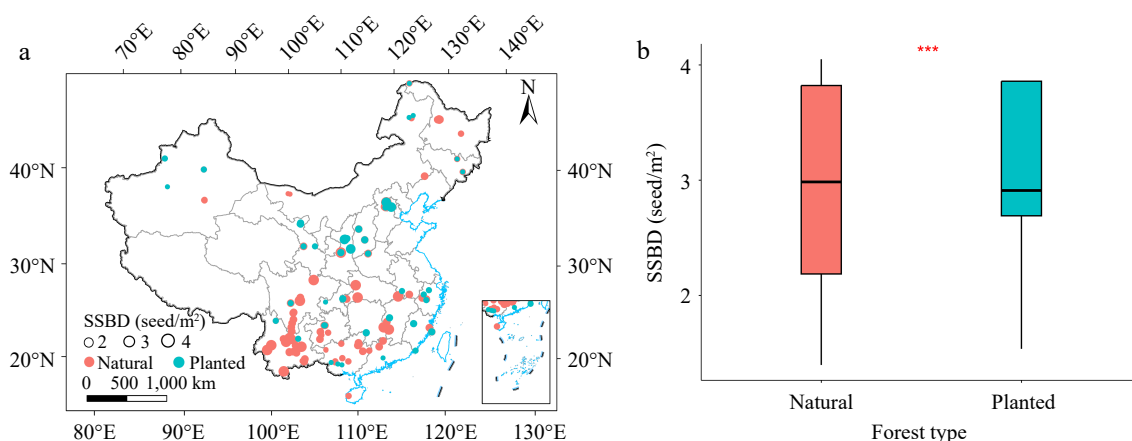 a
70°E 80°E 90°E 100°E 110°E 120°E 130°E 140°E
N
40°N 40°N
30°N 30°N
20°N 20°N
SSBD (seed/m²)
2 3 4
Natural Planted
0 500 1,000 km
80°E 90°E 100°E 110°E 120°E 130°E
b
***
SSBD (seed/m²)
4
3
2
Natural Planted
Forest type